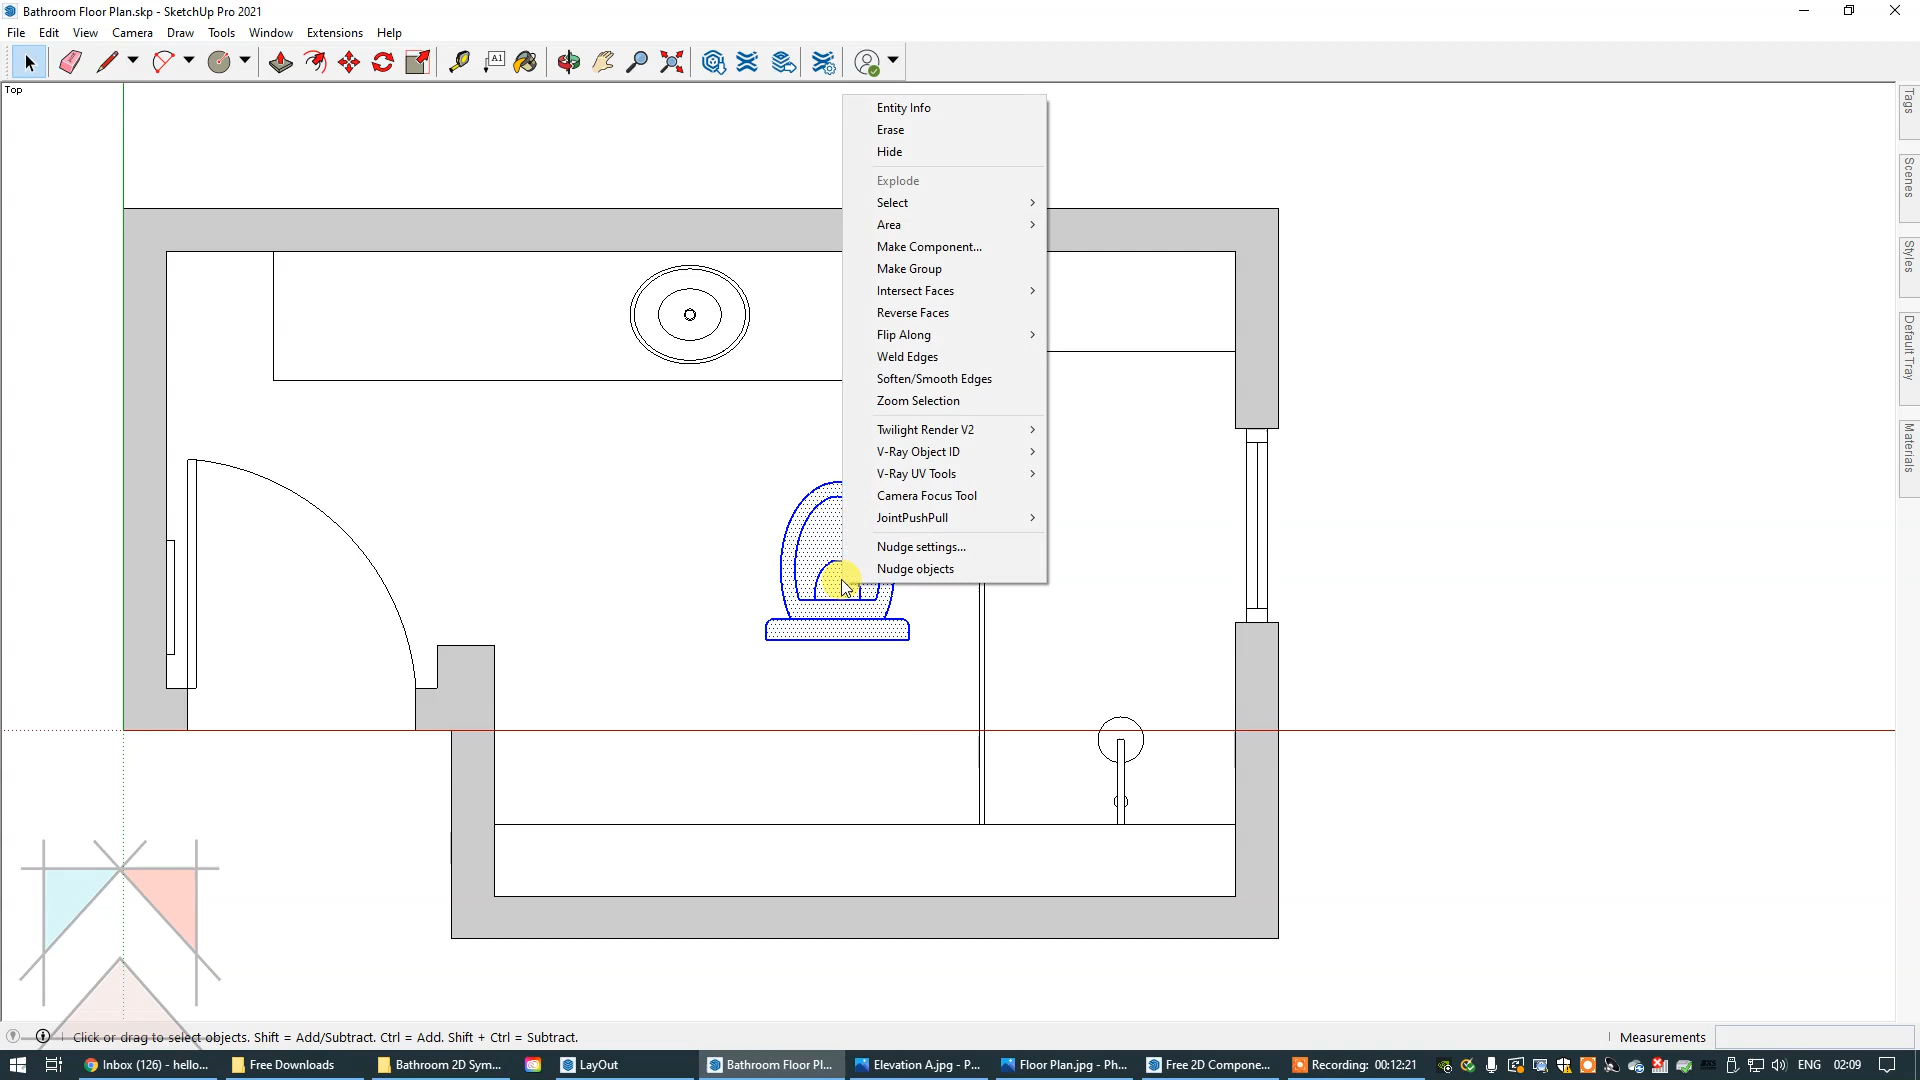 Bathroom Floor Plan.skp - SketchUp Pro 2021
File Edit View Camera Draw Tools Window Extensions Help
A1
Top
Tags
Scenes
Styles
Default Tray
Materials
Entity Info
Erase
Hide
Explode
Select
Area
Make Component...
Make Group
Intersect Faces
Reverse Faces
Flip Along
Weld Edges
Soften/Smooth Edges
Zoom Selection
Twilight Render V2
V-Ray Object ID
V-Ray UV Tools
Camera Focus Tool
JointPushPull
Nudge settings...
Nudge objects
Click or drag to select objects. Shift = Add/Subtract. Ctrl = Add. Shift + Ctrl = Subtract.
Measurements
Inbox (126) - hello... Free Downloads Bathroom 2D Sym... LayOut Bathroom Floor Pl... Elevation A.jpg - P... Floor Plan.jpg - Ph... Free 2D Compone... Recording: 00:12:21 ENG 02:09